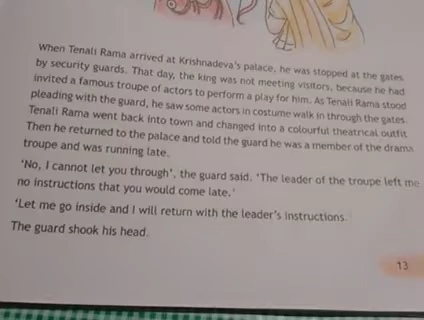 When Tenali Rama arrived at Krishnadeva's palace, he was stopped at the gates
by security guards. That day, the king was not meeting visitors, because he had
invited a famous troupe of actors to perform a play for him. As Tenali Rama stood
pleading with the guard, he saw some actors in costume walk in through the gates.
Tenali Rama went back into town and changed into a colourful theatrical outfit.
Then he returned to the palace and told the guard he was a member of the drama
troupe and was running late.
'No, I cannot let you through', the guard said. 'The leader of the troupe left me
no instructions that you would come late.'
'Let me go inside and I will return with the leader's instructions.
The guard shook his head.
13